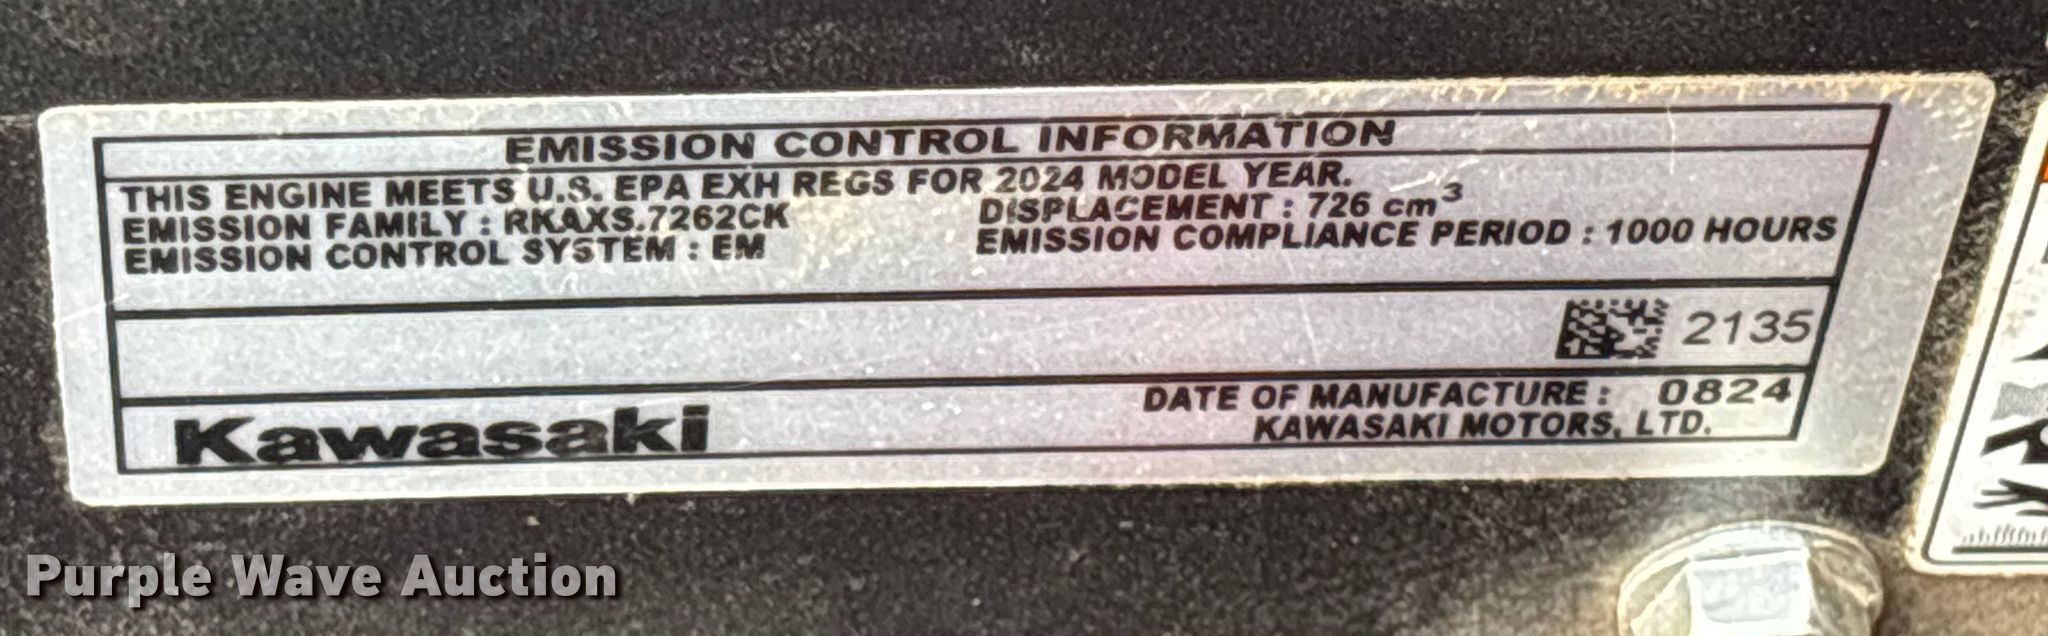 EMISSION CONTROL INFORMATION
THIS ENGINE MEETS U.S. EPA EXH REGS FOR 2024 MODEL YEAR.
EMISSION FAMILY : RKAXS.7262CK DISPLACEMENT : 726 cm³
EMISSION CONTROL SYSTEM : EM EMISSION COMPLIANCE PERIOD : 1000 HOURS
2135
DATE OF MANUFACTURE : 0824
Kawasaki KAWASAKI MOTORS, LTD.
Purple Wave Auction